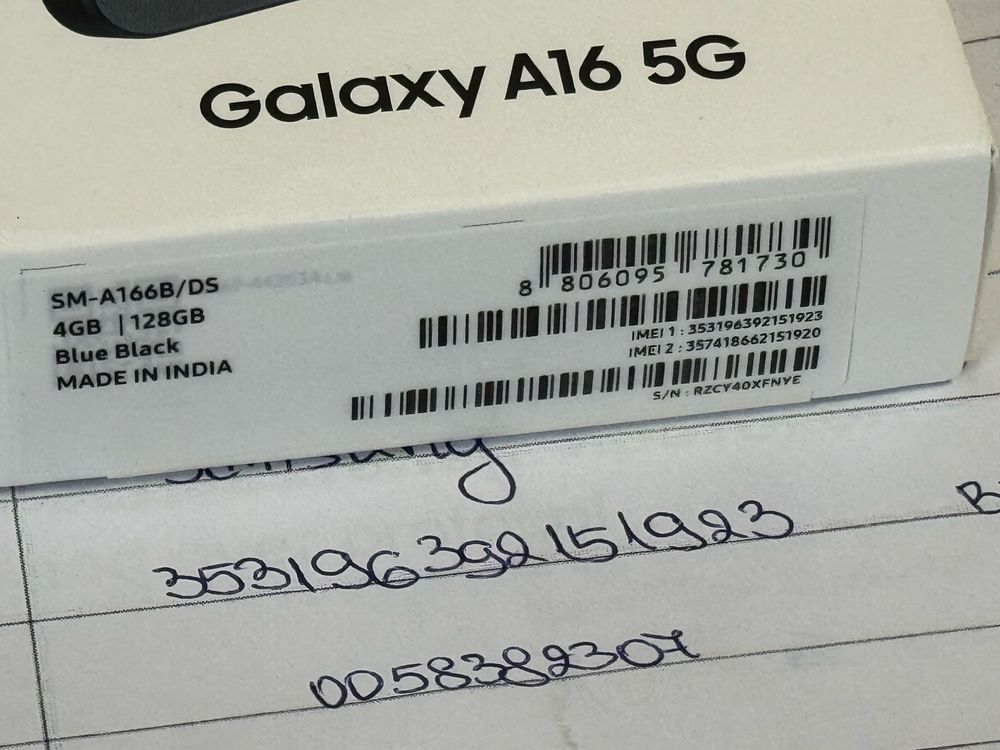 Galaxy A16 5G
SM-A166B/DS
4GB | 128GB
Blue Black
MADE IN INDIA
8 806095 781730
IMEI 1 : 353196392151923
IMEI 2 : 357418662151920
S/N : RZCY40XFNYE
Samsung
353196392151923
0058382307